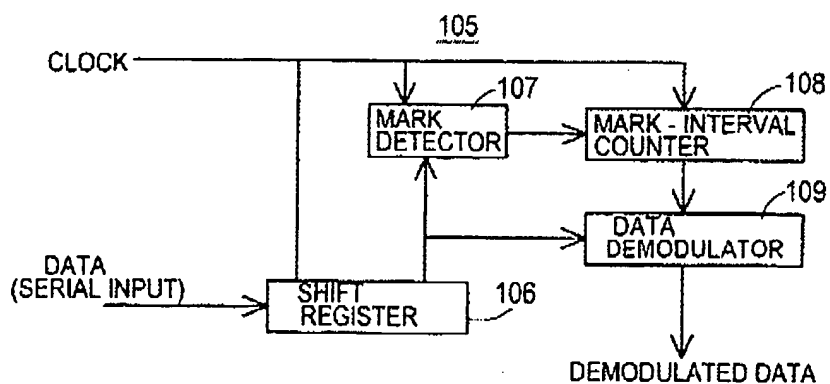 105
CLOCK
107
108
MARK
DETECTOR
MARK - INTERVAL
COUNTER
109
DATA
DEMODULATOR
DATA
(SERIAL INPUT)
SHIFT
REGISTER
106
DEMODULATED DATA